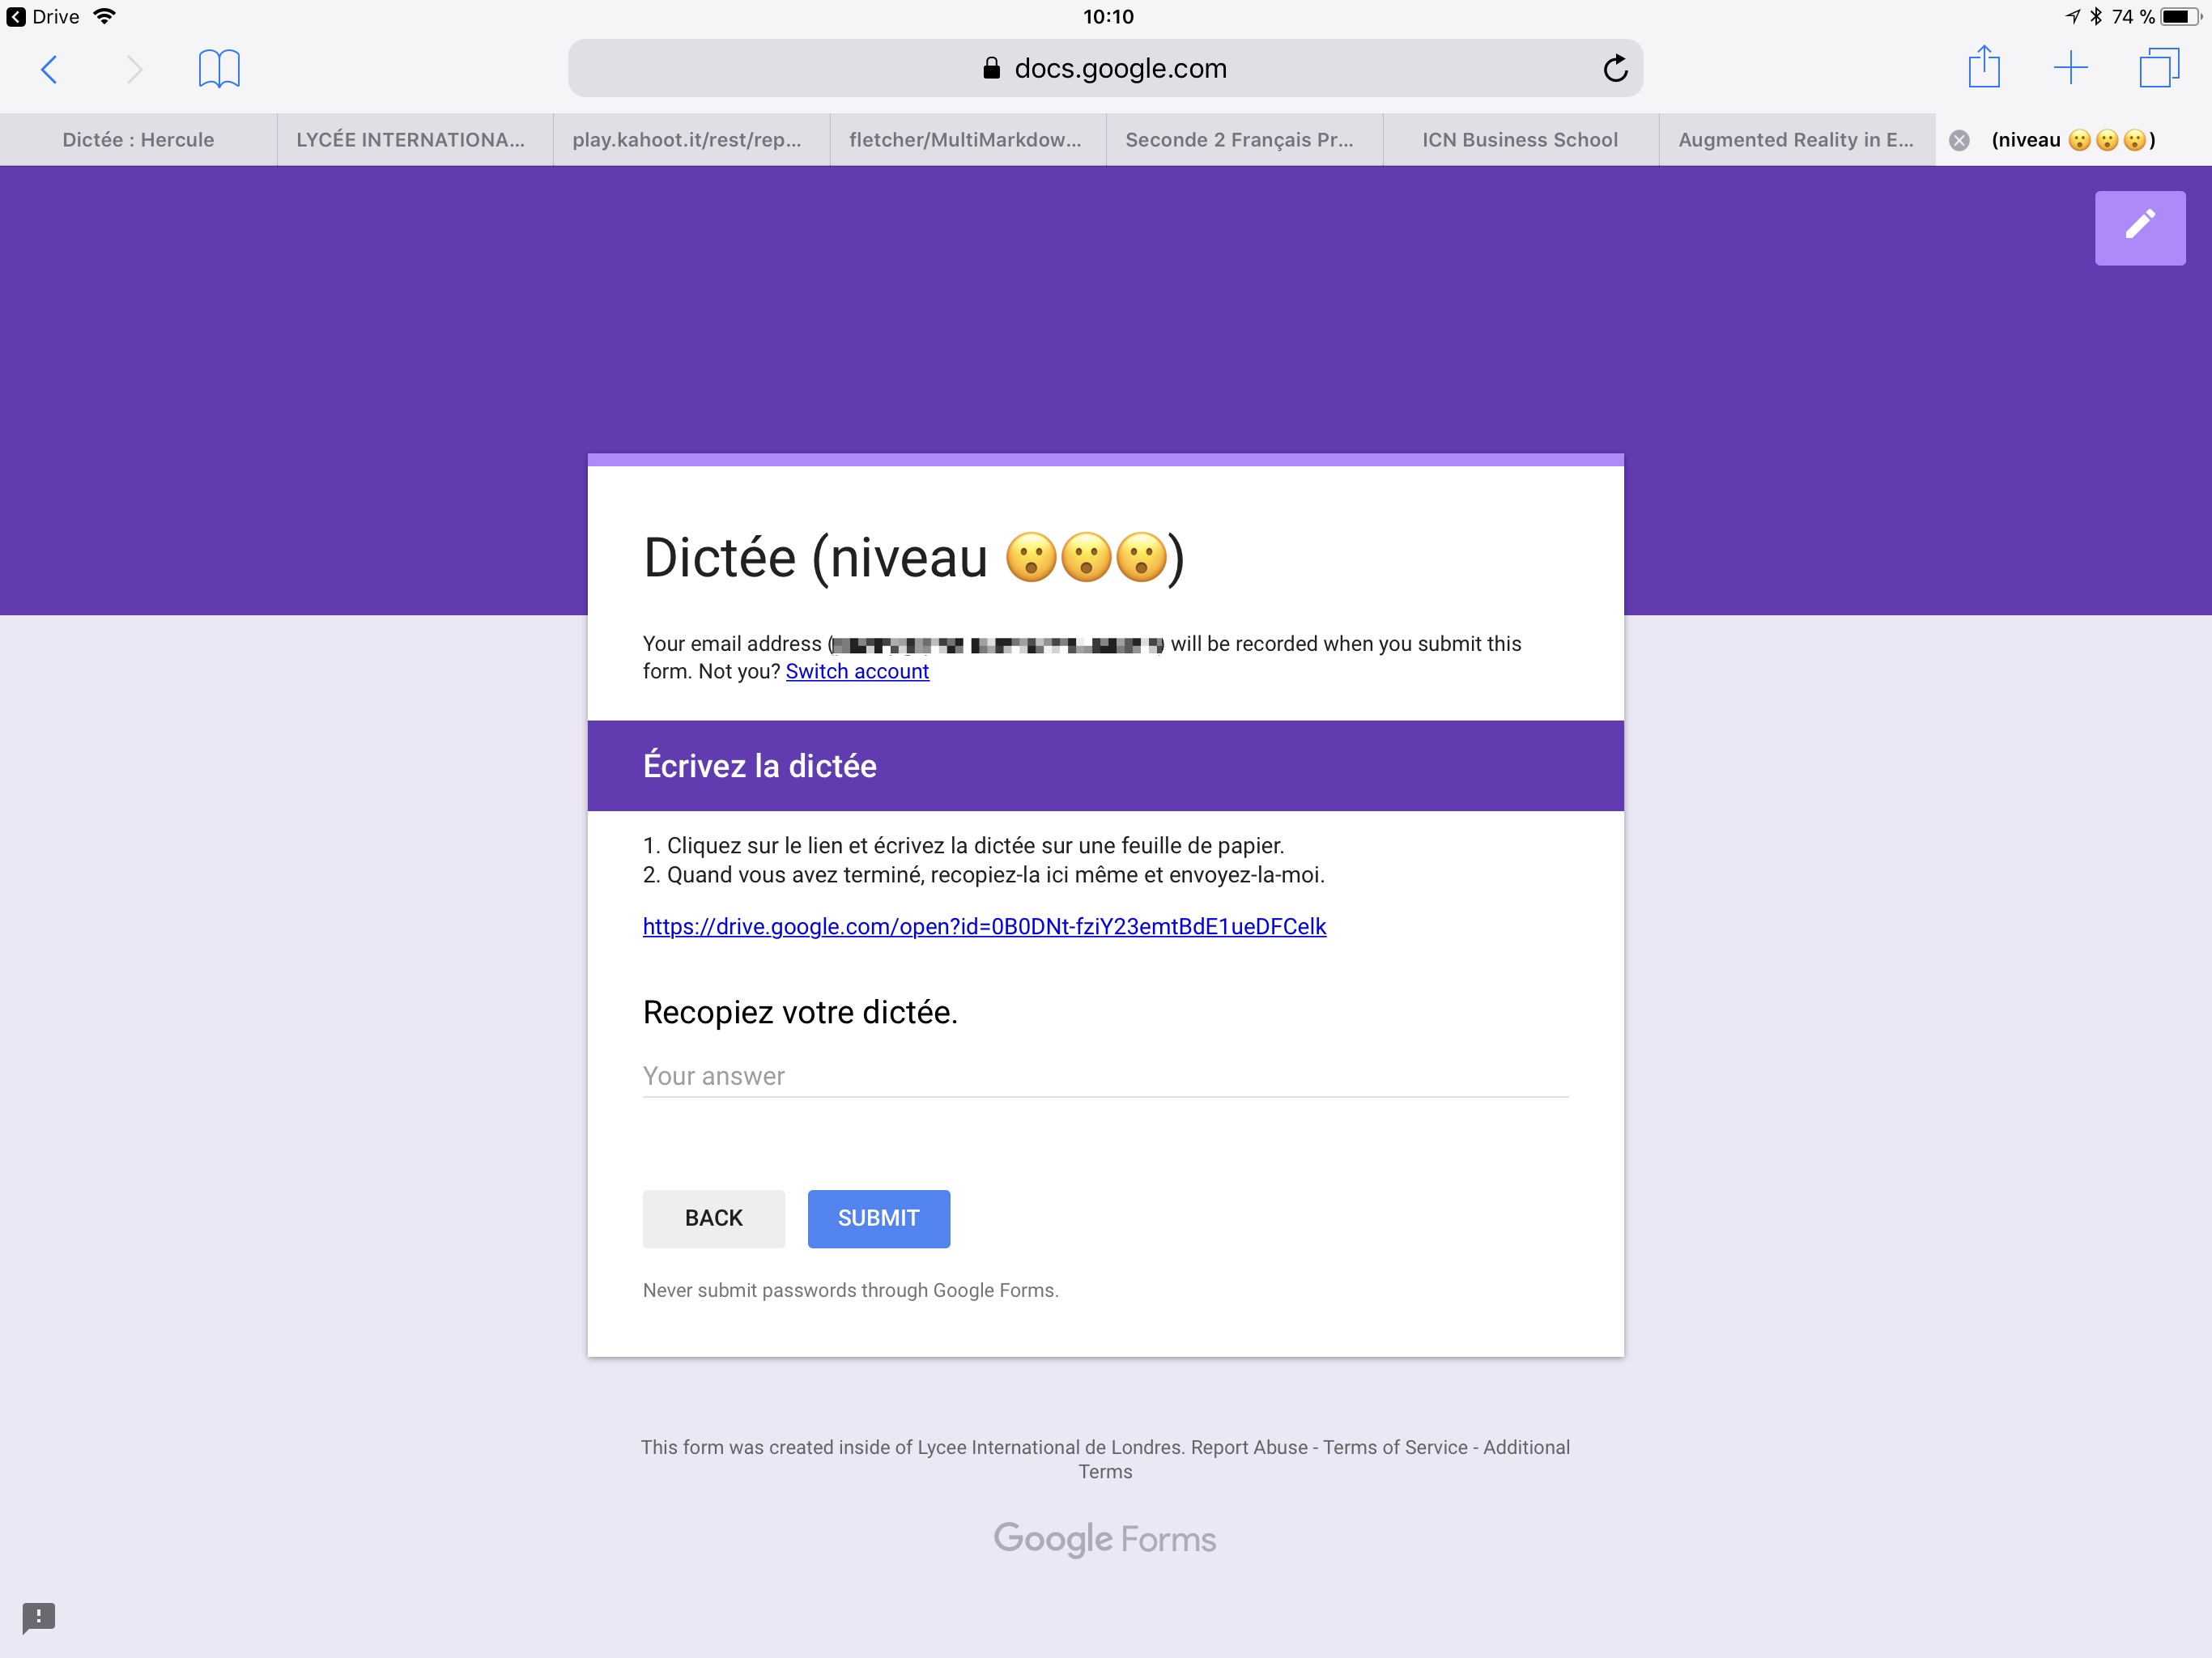 Drive
10:10
74 %
docs.google.com
Dictée : Hercule
LYCÉE INTERNATIONA...
play.kahoot.it/rest/rep...
fletcher/MultiMarkdow...
Seconde 2 Français Pr...
ICN Business School
Augmented Reality in E...
(niveau 😮😮😮)
Dictée (niveau 😮😮😮)
Your email address ( ) will be recorded when you submit this
form. Not you? Switch account
Écrivez la dictée
1. Cliquez sur le lien et écrivez la dictée sur une feuille de papier.
2. Quand vous avez terminé, recopiez-la ici même et envoyez-la-moi.
https://drive.google.com/open?id=0B0DNt-fziY23emtBdE1ueDFCelk
Recopiez votre dictée.
Your answer
BACK
SUBMIT
Never submit passwords through Google Forms.
This form was created inside of Lycee International de Londres. Report Abuse - Terms of Service - Additional
Terms
Google Forms